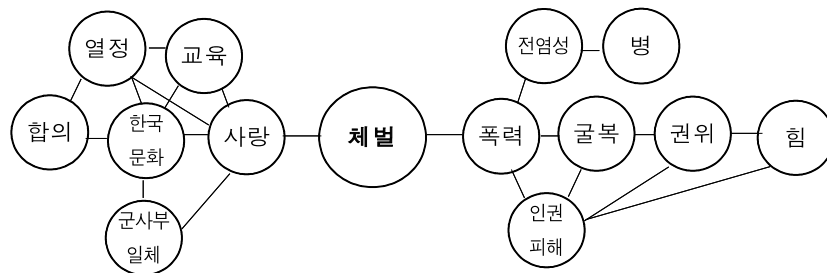 열정
교육
전염성
병
합의
한국
문화
사랑
체벌
폭력
굴복
권위
힘
군사부
일체
인권
피해